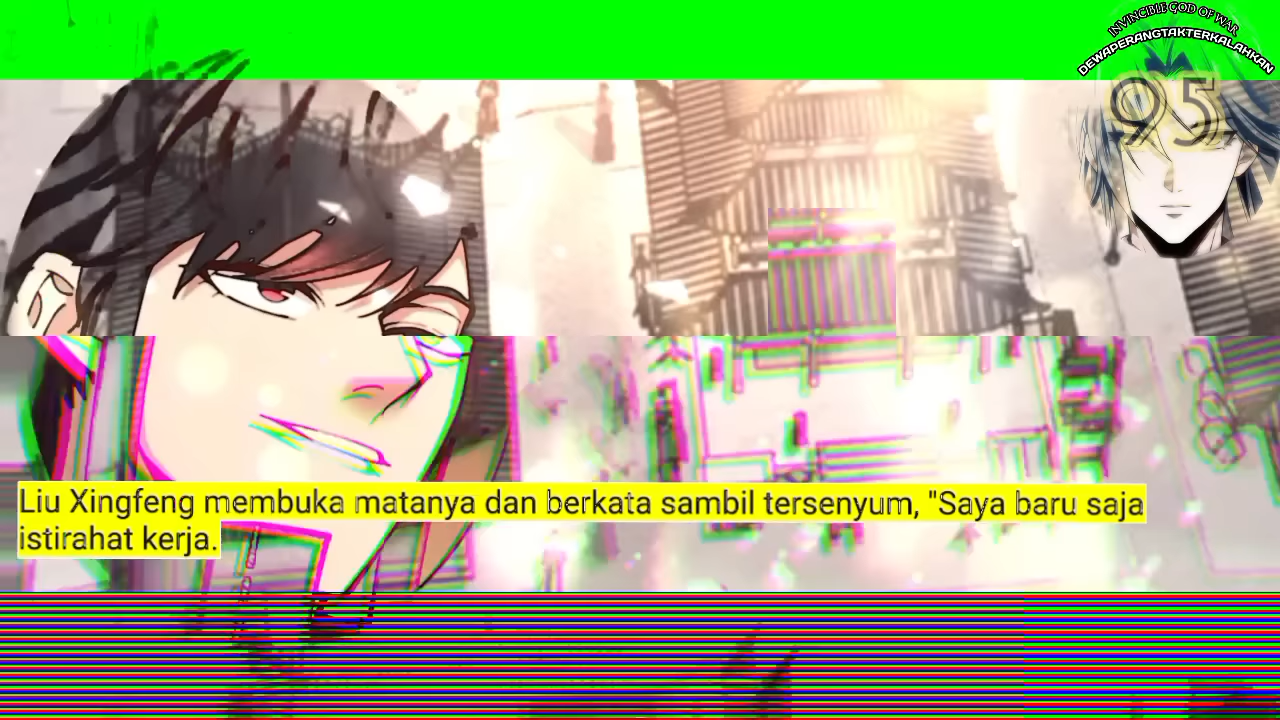 INVINCIBLE GOD OF WAR
DEWAPERANGTAKTERKALAHKAN
95
Liu Xingfeng membuka matanya dan berkata sambil tersenyum, "Saya baru saja
istirahat kerja.